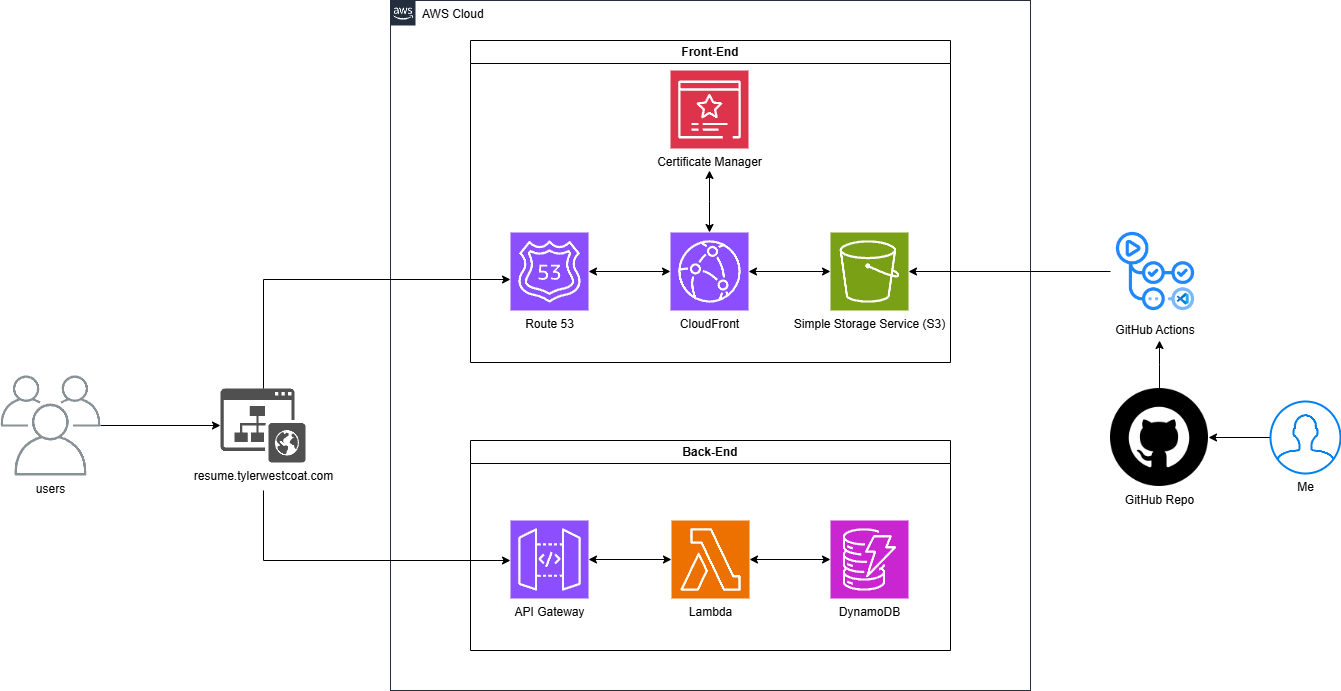 aws
AWS Cloud
Front-End
Certificate Manager
53
Route 53
CloudFront
Simple Storage Service (S3)
GitHub Actions
users
resume.tylerwestcoat.com
Back-End
GitHub Repo
Me
</>
API Gateway
Lambda
DynamoDB